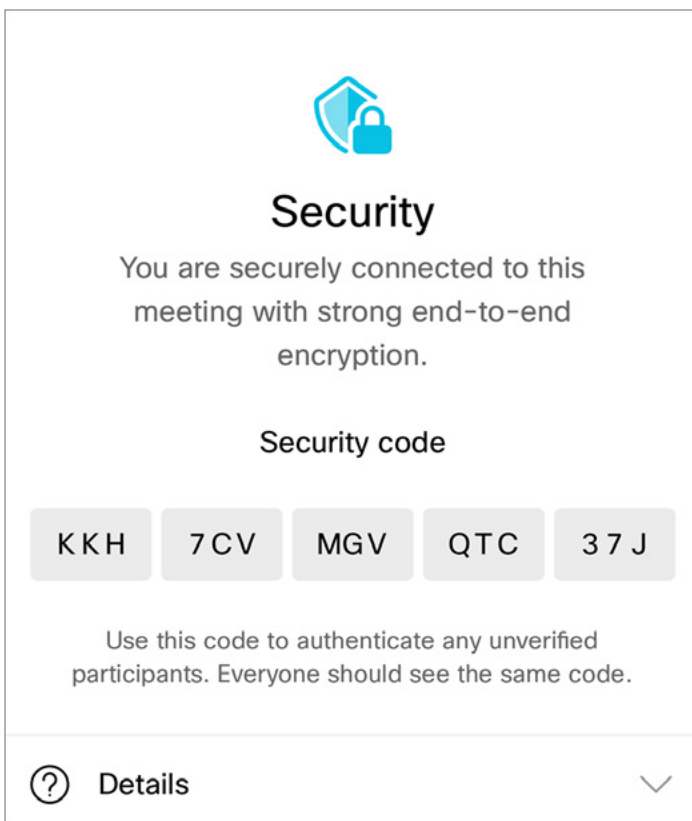 Security
You are securely connected to this
meeting with strong end-to-end
encryption.
Security code
KKH 7CV MGV QTC 37J
Use this code to authenticate any unverified
participants. Everyone should see the same code.
? Details